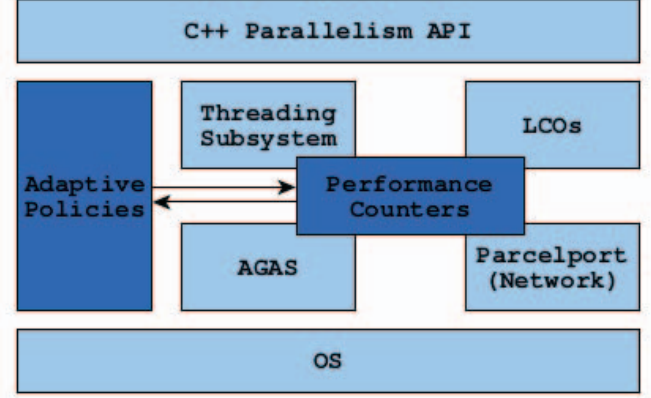 C++ Parallelism API
Threading
Subsystem
LCOs
Adaptive
Policies
Performance
Counters
AGAS
Parcelport
(Network)
OS